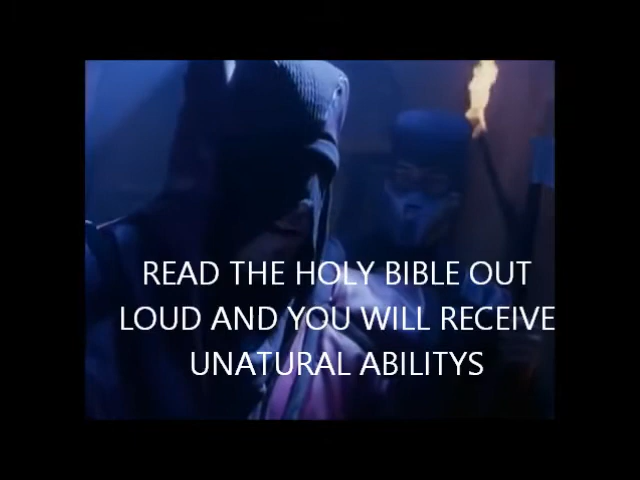 READ THE HOLY BIBLE OUT
LOUD AND YOU WILL RECEIVE
UNATURAL ABILITYS